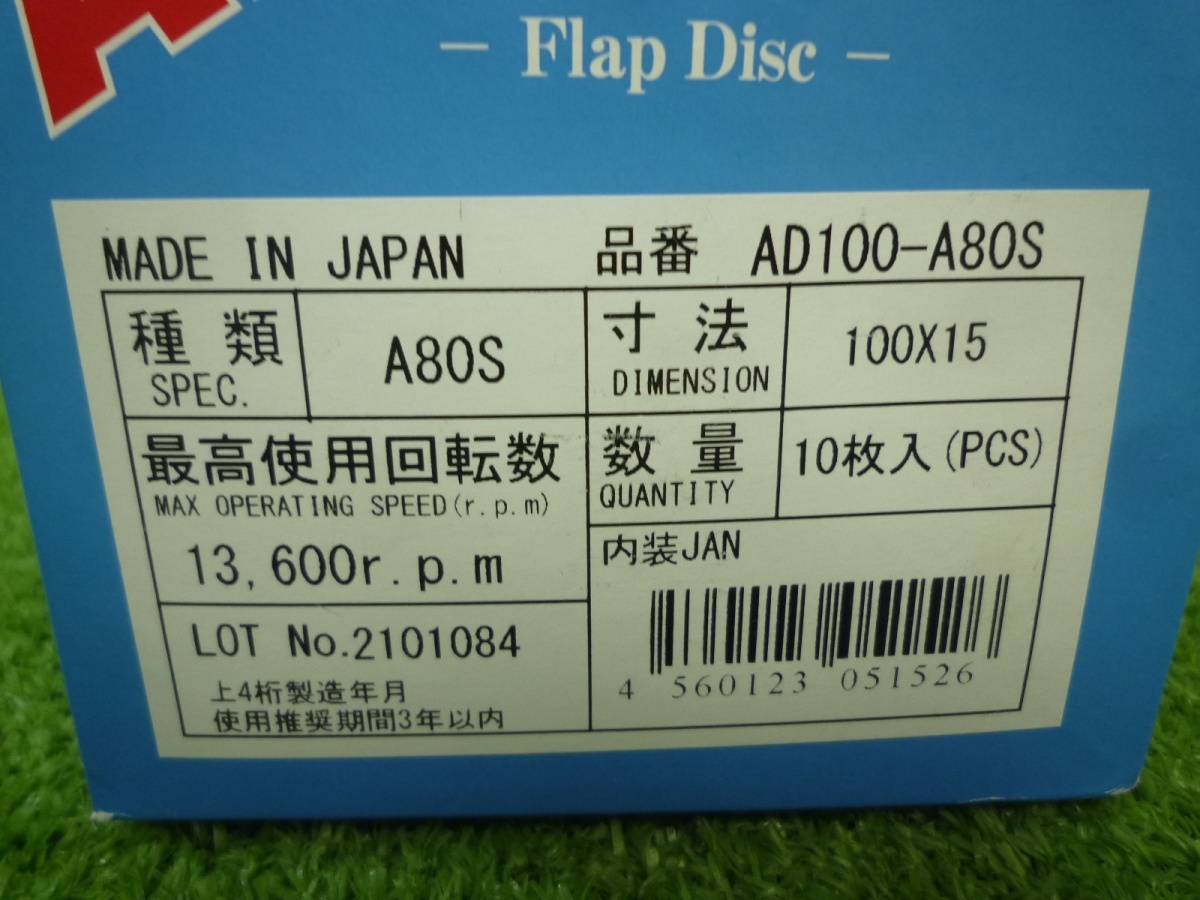 — Flap Disc —
MADE IN JAPAN 品番 AD100-A80S
種類 A80S 寸法 100X15
SPEC. DIMENSION
最高使用回転数 数量 10枚入(PCS)
MAX OPERATING SPEED(r.p.m) QUANTITY
13,600r.p.m 内装JAN
LOT No.2101084
4 560123 051526
上4桁製造年月
使用推奨期間3年以内